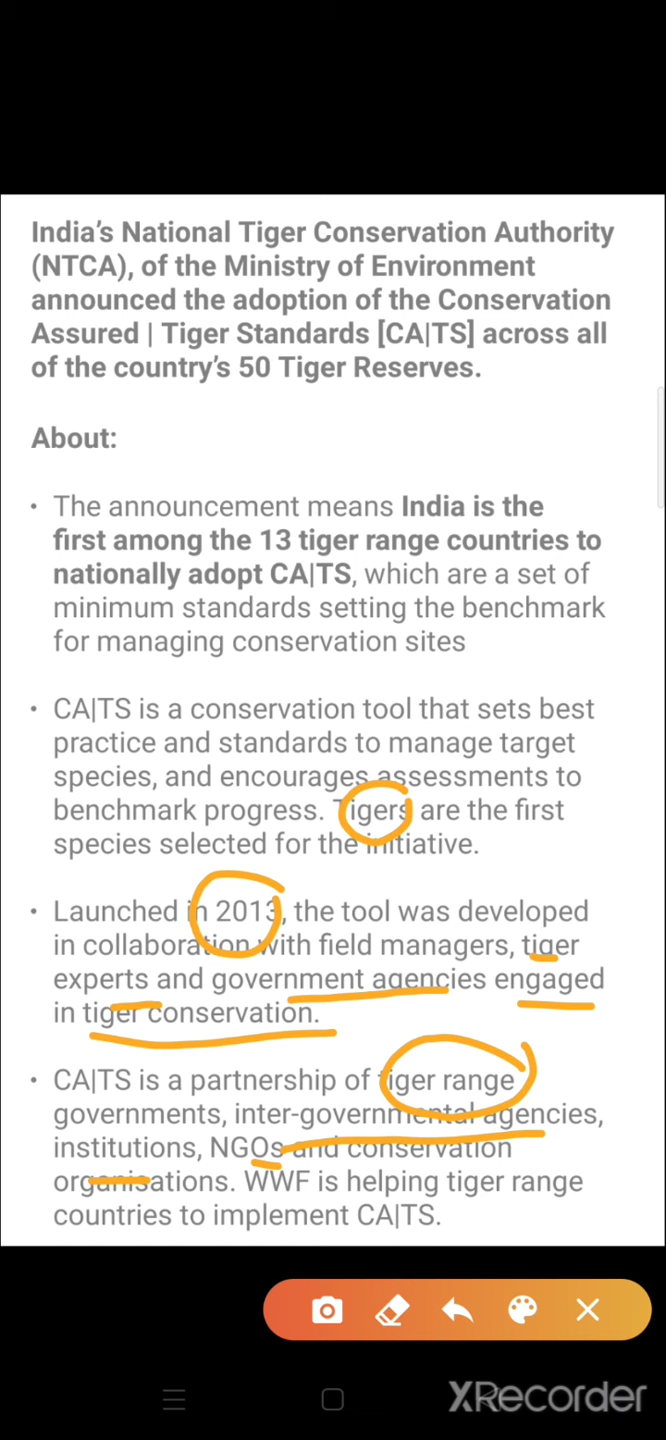 India's National Tiger Conservation Authority
(NTCA), of the Ministry of Environment
announced the adoption of the Conservation
Assured | Tiger Standards [CA|TS] across all
of the country's 50 Tiger Reserves.
About:
• The announcement means India is the
first among the 13 tiger range countries to
nationally adopt CA|TS, which are a set of
minimum standards setting the benchmark
for managing conservation sites
• CA|TS is a conservation tool that sets best
practice and standards to manage target
species, and encourages assessments to
benchmark progress. Tigers are the first
species selected for the initiative.
• Launched in 2013, the tool was developed
in collaboration with field managers, tiger
experts and government agencies engaged
in tiger conservation.
• CA|TS is a partnership of tiger range
governments, inter-governmental agencies,
institutions, NGOs and conservation
organisations. WWF is helping tiger range
countries to implement CA|TS.
XRecorder